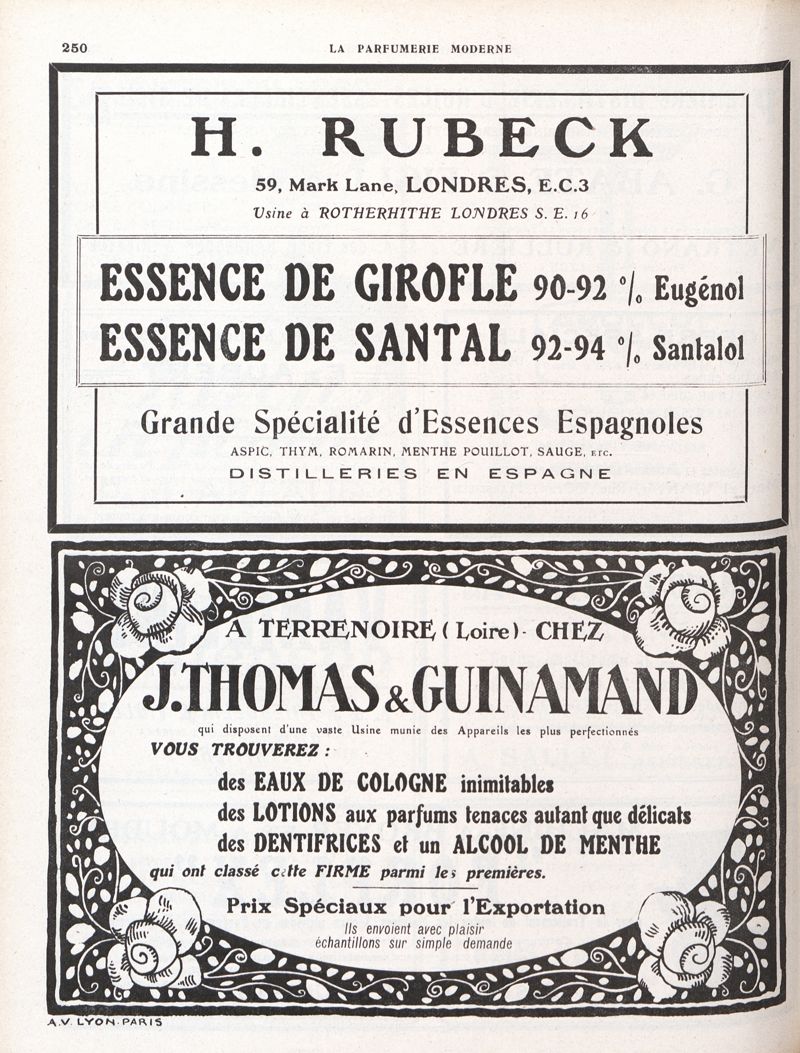 250
LA PARFUMERIE MODERNE
H. RUBECK
59, Mark Lane, LONDRES, E.C.3
Usine à ROTHERHITHE LONDRES S. E. 16
ESSENCE DE GIROFLE 90-92 % Eugénol
ESSENCE DE SANTAL 92-94 % Santalol
Grande Spécialité d'Essences Espagnoles
ASPIC, THYM, ROMARIN, MENTHE POUILLOT, SAUGE, ETC.
DISTILLERIES EN ESPAGNE
A TERRENOIRE (Loire) - CHEZ
J. THOMAS & GUINAMAND
qui disposent d'une vaste Usine munie des Appareils les plus perfectionnés
VOUS TROUVEREZ :
des EAUX DE COLOGNE inimitables
des LOTIONS aux parfums tenaces autant que délicats
des DENTIFRICES et un ALCOOL DE MENTHE
qui ont classé cette FIRME parmi les premières.
Prix Spéciaux pour l'Exportation
Ils envoient avec plaisir
échantillons sur simple demande
A.V. LYON-PARIS